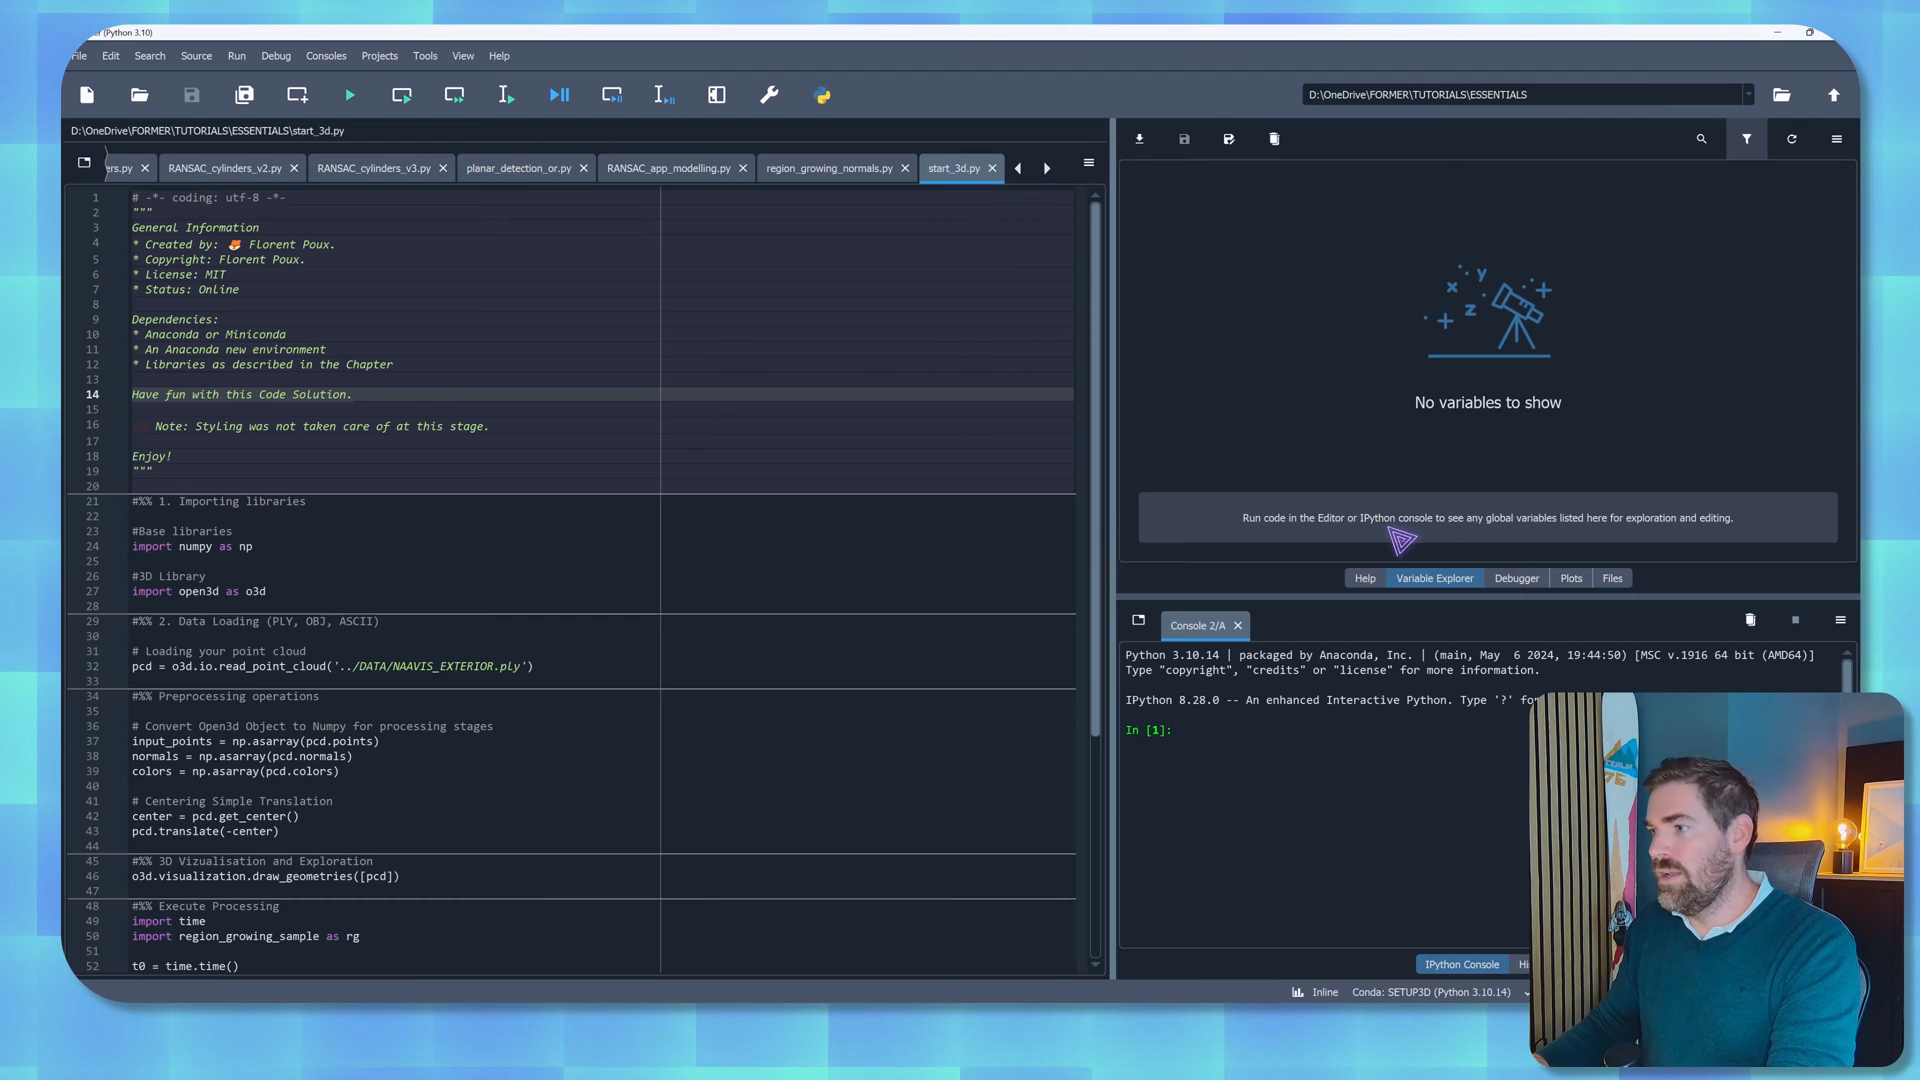 (Python 3.10)
File Edit Search Source Run Debug Consoles Projects Tools View Help
D:\OneDrive\FORMER\TUTORIALS\ESSENTIALS
D:\OneDrive\FORMER\TUTORIALS\ESSENTIALS\start_3d.py
ers.py RANSAC_cylinders_v2.py RANSAC_cylinders_v3.py planar_detection_or.py RANSAC_app_modelling.py region_growing_normals.py start_3d.py
1 # -*- coding: utf-8 -*-
2 """
3 General Information
4 * Created by: 🦊 Florent Poux.
5 * Copyright: Florent Poux.
6 * License: MIT
7 * Status: Online
8
9 Dependencies:
10 * Anaconda or Miniconda
11 * An Anaconda new environment
12 * Libraries as described in the Chapter
13
14 Have fun with this Code Solution.
15
16 Note: Styling was not taken care of at this stage.
17
18 Enjoy!
19 """
20
21 #%% 1. Importing libraries
22
23 #Base libraries
24 import numpy as np
25
26 #3D Library
27 import open3d as o3d
28
29 #%% 2. Data Loading (PLY, OBJ, ASCII)
30
31 # Loading your point cloud
32 pcd = o3d.io.read_point_cloud('../DATA/NAAVIS_EXTERIOR.ply')
33
34 #%% Preprocessing operations
35
36 # Convert Open3d Object to Numpy for processing stages
37 input_points = np.asarray(pcd.points)
38 normals = np.asarray(pcd.normals)
39 colors = np.asarray(pcd.colors)
40
41 # Centering Simple Translation
42 center = pcd.get_center()
43 pcd.translate(-center)
44
45 #%% 3D Vizualisation and Exploration
46 o3d.visualization.draw_geometries([pcd])
47
48 #%% Execute Processing
49 import time
50 import region_growing_sample as rg
51
52 t0 = time.time()
x y z
No variables to show
Run code in the Editor or IPython console to see any global variables listed here for exploration and editing.
Help Variable Explorer Debugger Plots Files
Console 2/A
Python 3.10.14 | packaged by Anaconda, Inc. | (main, May 6 2024, 19:44:50) [MSC v.1916 64 bit (AMD64)]
Type "copyright", "credits" or "license" for more information.
IPython 8.28.0 -- An enhanced Interactive Python. Type '?' fo
In [1]:
IPython Console
Inline Conda: SETUP3D (Python 3.10.14)